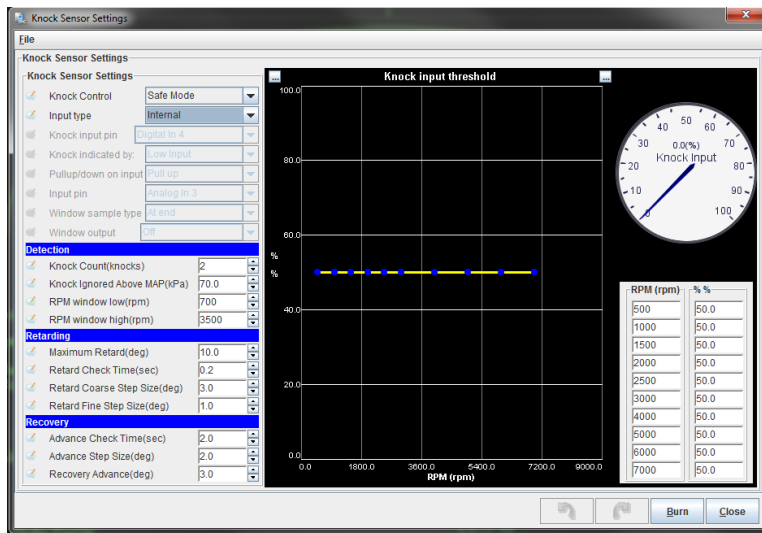 Knock Sensor Settings
File
Knock Sensor Settings
Knock Sensor Settings
Knock Control Safe Mode
Input type Internal
Knock input pin Digital In 4
Knock indicated by: Low Input
Pullup/down on input Pull up
Input pin Analog In 3
Window sample type At end
Window output Off
Detection
Knock Count(knocks) 2
Knock Ignored Above MAP(kPa) 70.0
RPM window low(rpm) 700
RPM window high(rpm) 3500
Retarding
Maximum Retard(deg) 10.0
Retard Check Time(sec) 0.2
Retard Coarse Step Size(deg) 3.0
Retard Fine Step Size(deg) 1.0
Recovery
Advance Check Time(sec) 2.0
Advance Step Size(deg) 2.0
Recovery Advance(deg) 3.0
... Knock input threshold ...
100.0
80.0
60.0
%
%
40.0
20.0
0.0
0.0 1800.0 3600.0 5400.0 7200.0 9000.0
RPM (rpm)
0 10 20 30 40 50 60 70 80 90 100
0.0(%)
Knock Input
RPM (rpm) % %
500 50.0
1000 50.0
1500 50.0
2000 50.0
2500 50.0
3000 50.0
4000 50.0
5000 50.0
6000 50.0
7000 50.0
Burn Close